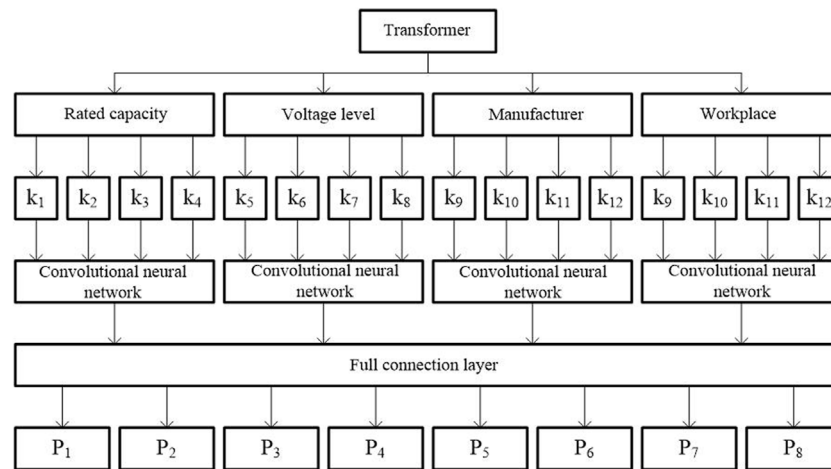 Transformer
Rated capacity Voltage level Manufacturer Workplace
k₁ k₂ k₃ k₄ k₅ k₆ k₇ k₈ k₉ k₁₀ k₁₁ k₁₂ k₉ k₁₀ k₁₁ k₁₂
Convolutional neural Convolutional neural Convolutional neural Convolutional neural
network network network network
Full connection layer
P₁ P₂ P₃ P₄ P₅ P₆ P₇ P₈